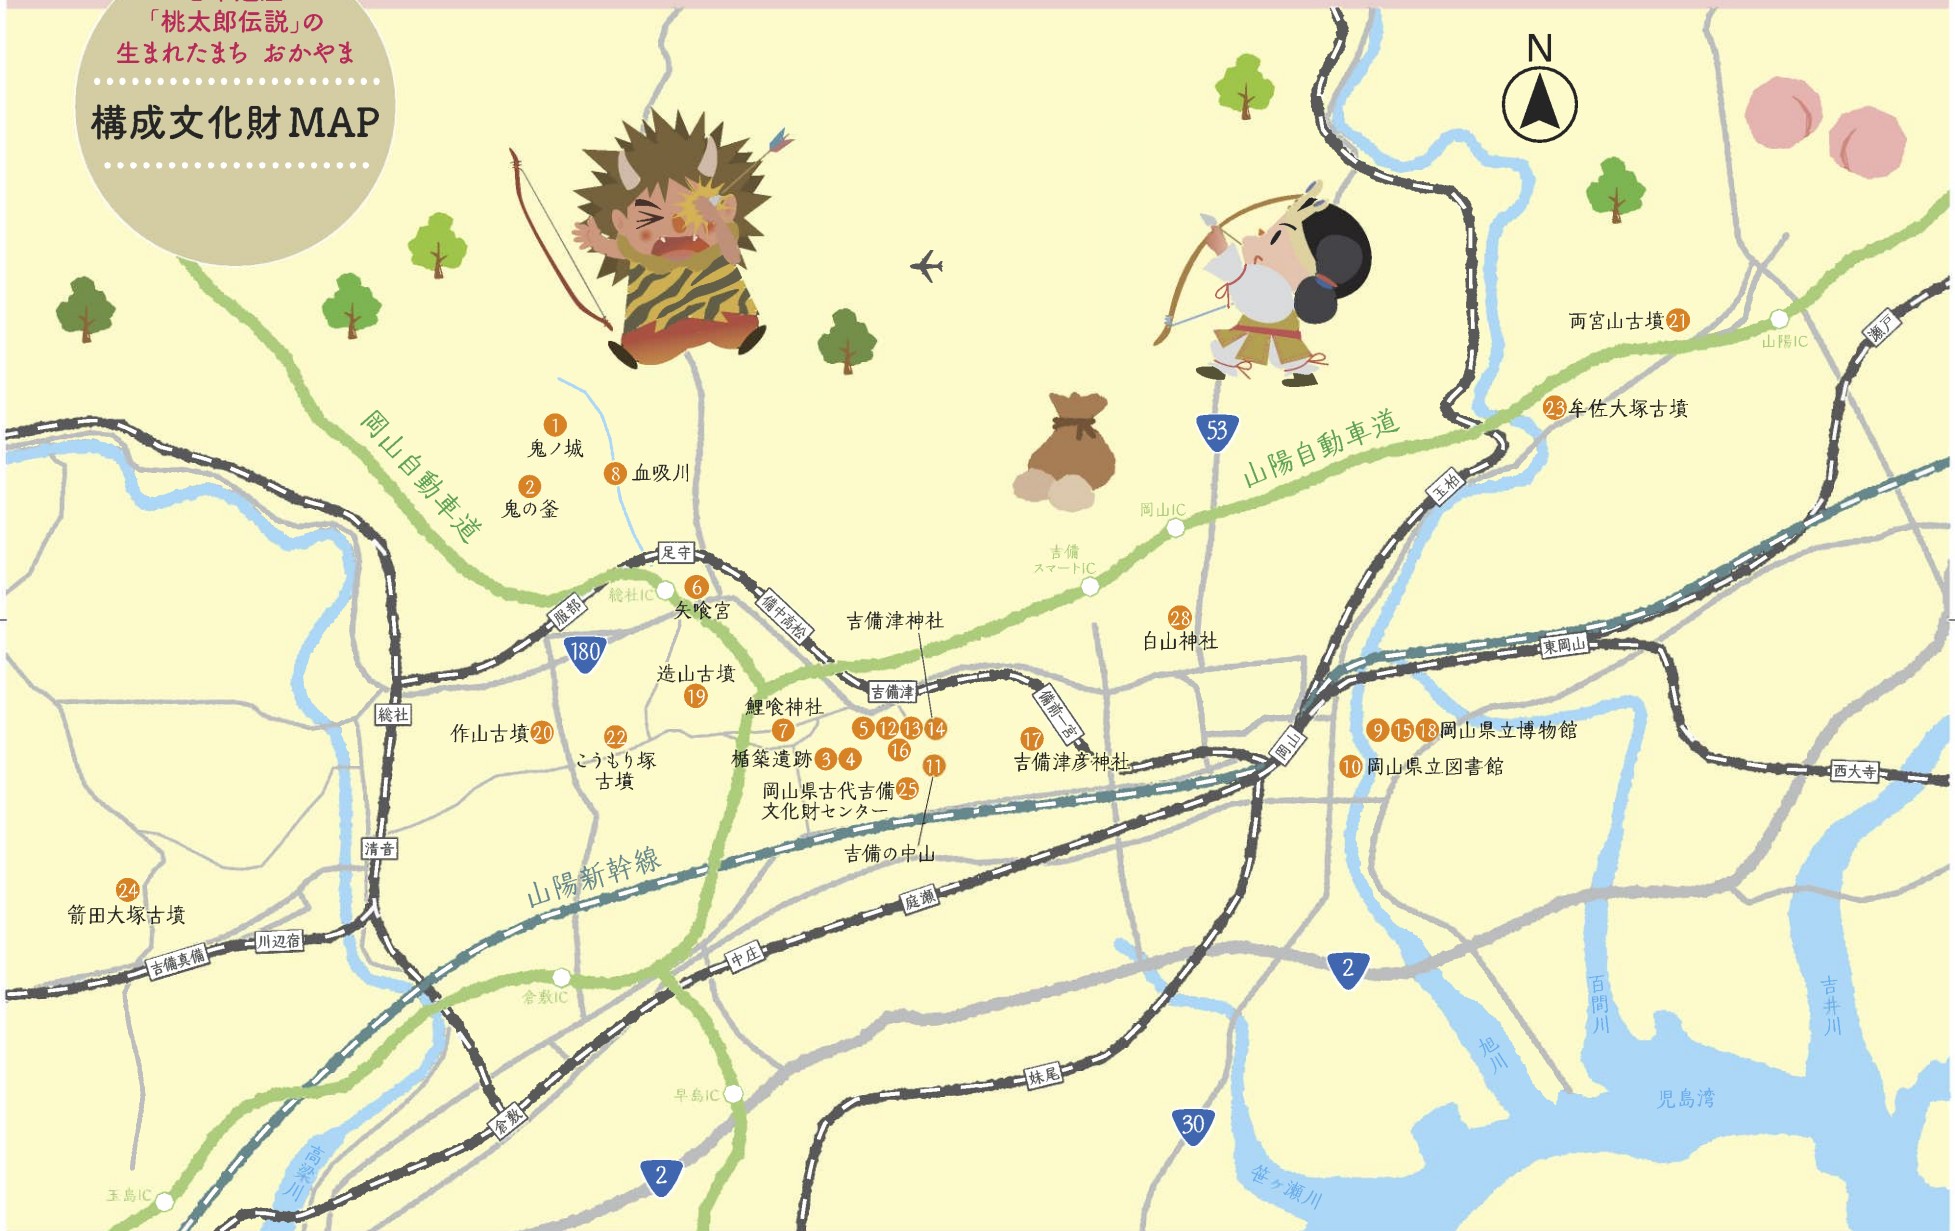 「桃太郎伝説」の
生まれたまち おかやま
構成文化財MAP
N
岡山自動車道
1
鬼ノ城
2
鬼の釜
8 血吸川
53
山陽自動車道
両宮山古墳21
山陽IC
瀬戸
23牟佐大塚古墳
玉柏
岡山IC
吉備
スマートIC
足守
総社IC
6
矢喰宮
服部
備中高松
180
吉備津神社
28
白山神社
東岡山
造山古墳
19
吉備津
備前一宮
総社
鯉喰神社
7
5 12 13 14
16
作山古墳20
22
こうもり塚
古墳
楯築遺跡 3 4
11
17
吉備津彦神社
岡山
9 15 18岡山県立博物館
10 岡山県立図書館
西大寺
岡山県古代吉備25
文化財センター
吉備の中山
清音
山陽新幹線
24
箭田大塚古墳
庭瀬
川辺宿
吉備真備
中庄
倉敷IC
2
百間川
吉井川
旭川
妹尾
早島IC
児島湾
倉敷
30
高梁川
2
笹ヶ瀬川
玉島IC